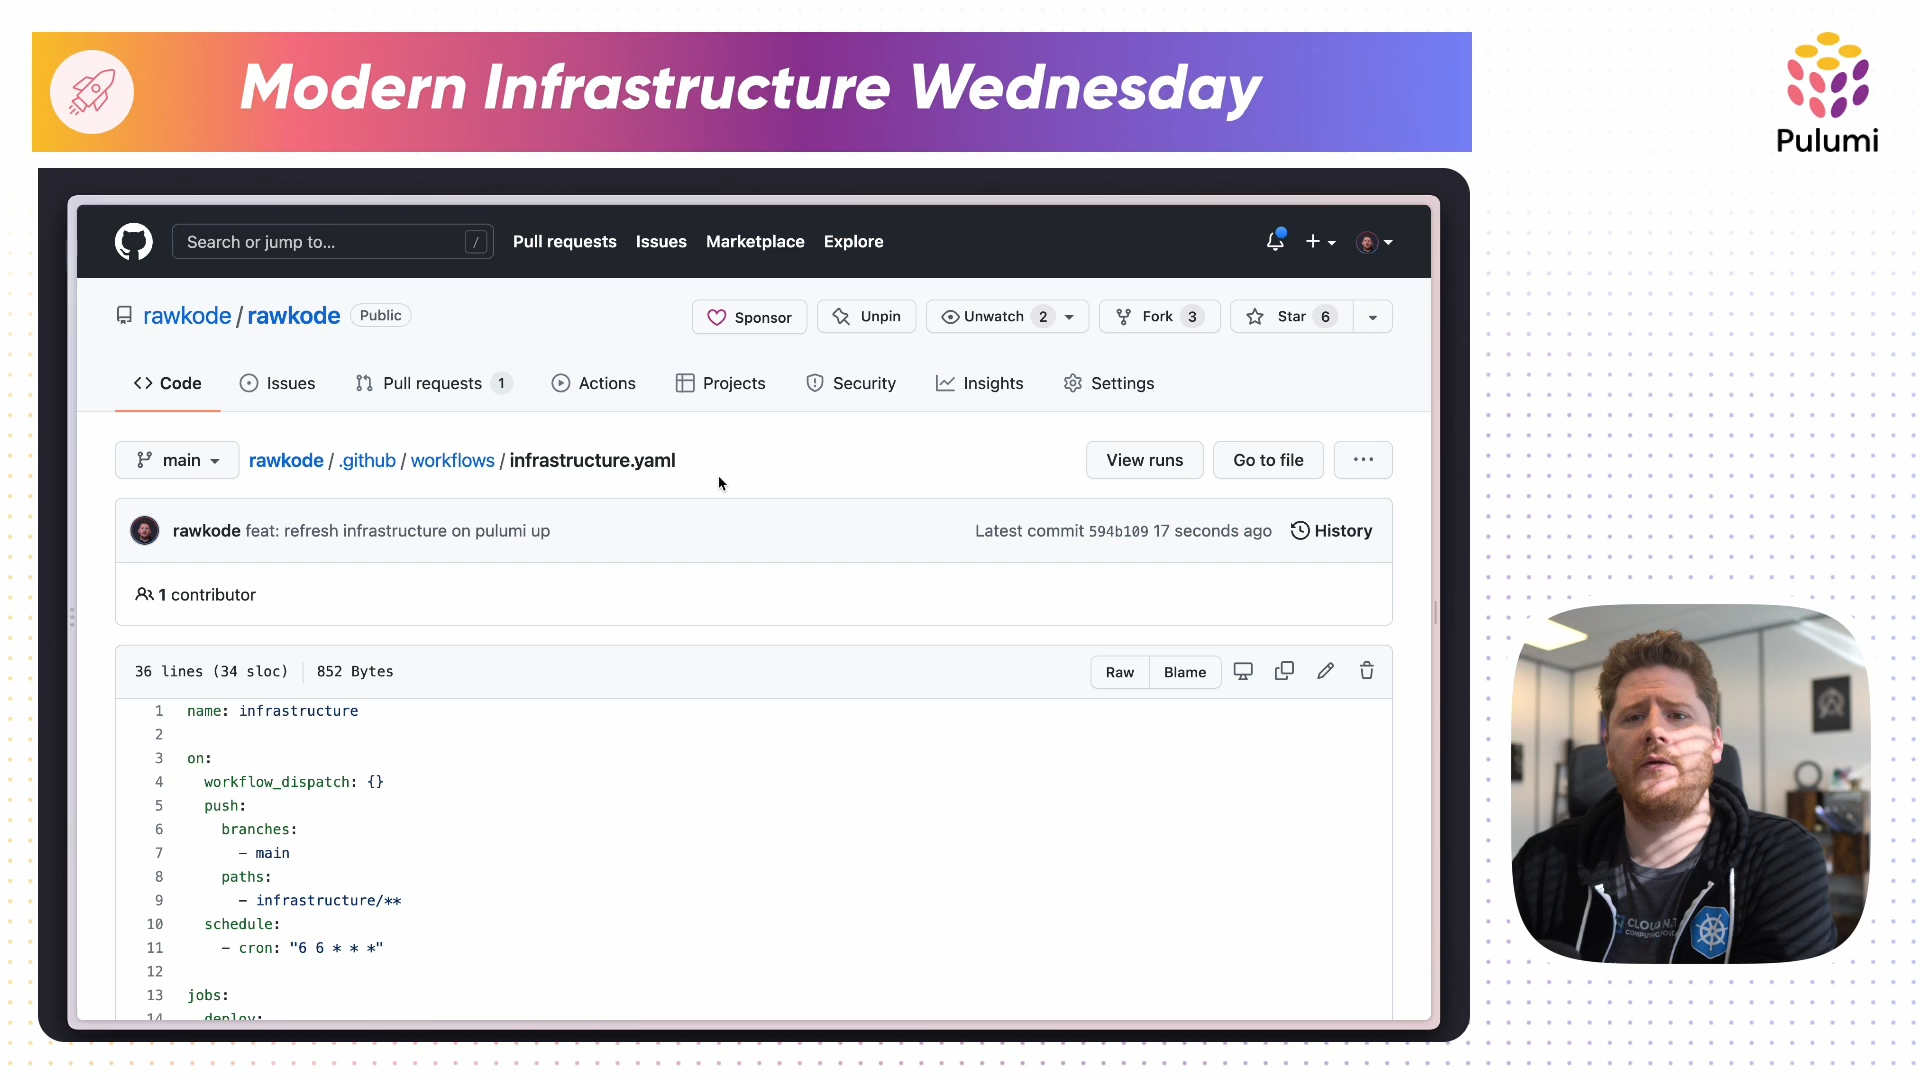 Modern Infrastructure Wednesday
Pulumi
Search or jump to... /
Pull requests Issues Marketplace Explore
rawkode / rawkode Public
Sponsor Unpin Unwatch 2 Fork 3 Star 6
Code Issues Pull requests 1 Actions Projects Security Insights Settings
main rawkode / .github / workflows / infrastructure.yaml View runs Go to file ...
rawkode feat: refresh infrastructure on pulumi up Latest commit 594b109 17 seconds ago History
1 contributor
36 lines (34 sloc) 852 Bytes Raw Blame
1 name: infrastructure
2
3 on:
4 workflow_dispatch: {}
5 push:
6 branches:
7 - main
8 paths:
9 - infrastructure/**
10 schedule:
11 - cron: "6 6 * * *"
12
13 jobs:
14 deploy: